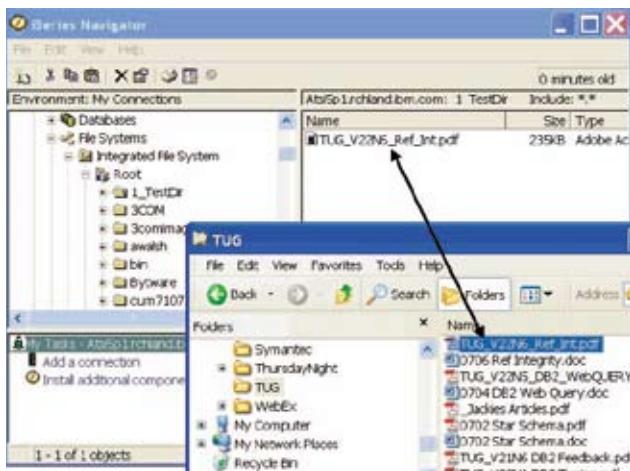 iSeries Navigator
File Edit View Help
0 minutes old
Environment: My Connections
Atsi5p1.rchland.ibm.com: 1 TestDir Include: *.*
Name Size Type
Databases
File Systems
Integrated File System
Root
1_TestDir
3COM
3comimag
awalsh
bin
Bytware
cum7107
TUG_V22N6_Ref_Int.pdf 235KB Adobe Ac
TUG
File Edit View Favorites Tools Help
Back Search Folders Address
Folders Name
Symantec
ThursdayNight
TUG
WebEx
My Computer
My Network Places
Recycle Bin
TUG_V22N6_Ref_Int.pdf
0706 Ref Integrity.doc
TUG_V22N5_DB2_WebQUERY
0704 DB2 Web Query.doc
_Jackies Articles.pdf
0702 Star Schema.pdf
0702 Star Schema.doc
TUG_V21N6 DB2 Feedback.pd
My Tasks - Atsi5p1.rchland.ib
Add a connection
Install additional compone
1 - 1 of 1 objects